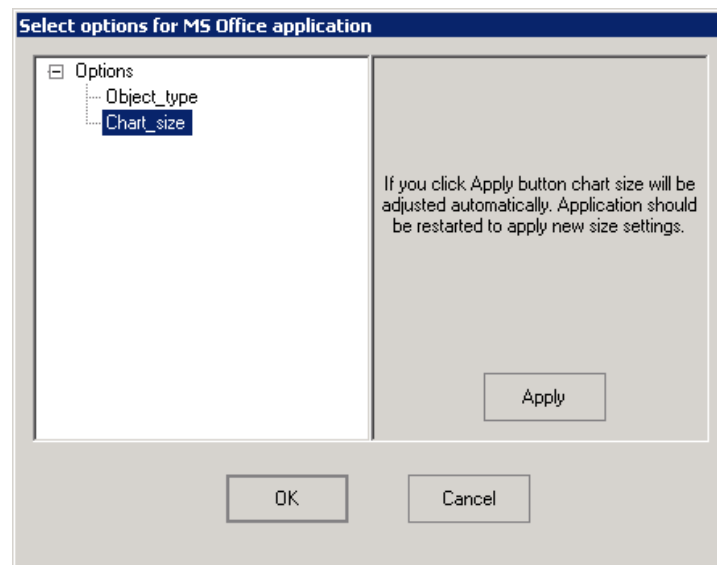 Select options for MS Office application
Options
Object_type
Chart_size
If you click Apply button chart size will be
adjusted automatically. Application should
be restarted to apply new size settings.
Apply
OK
Cancel